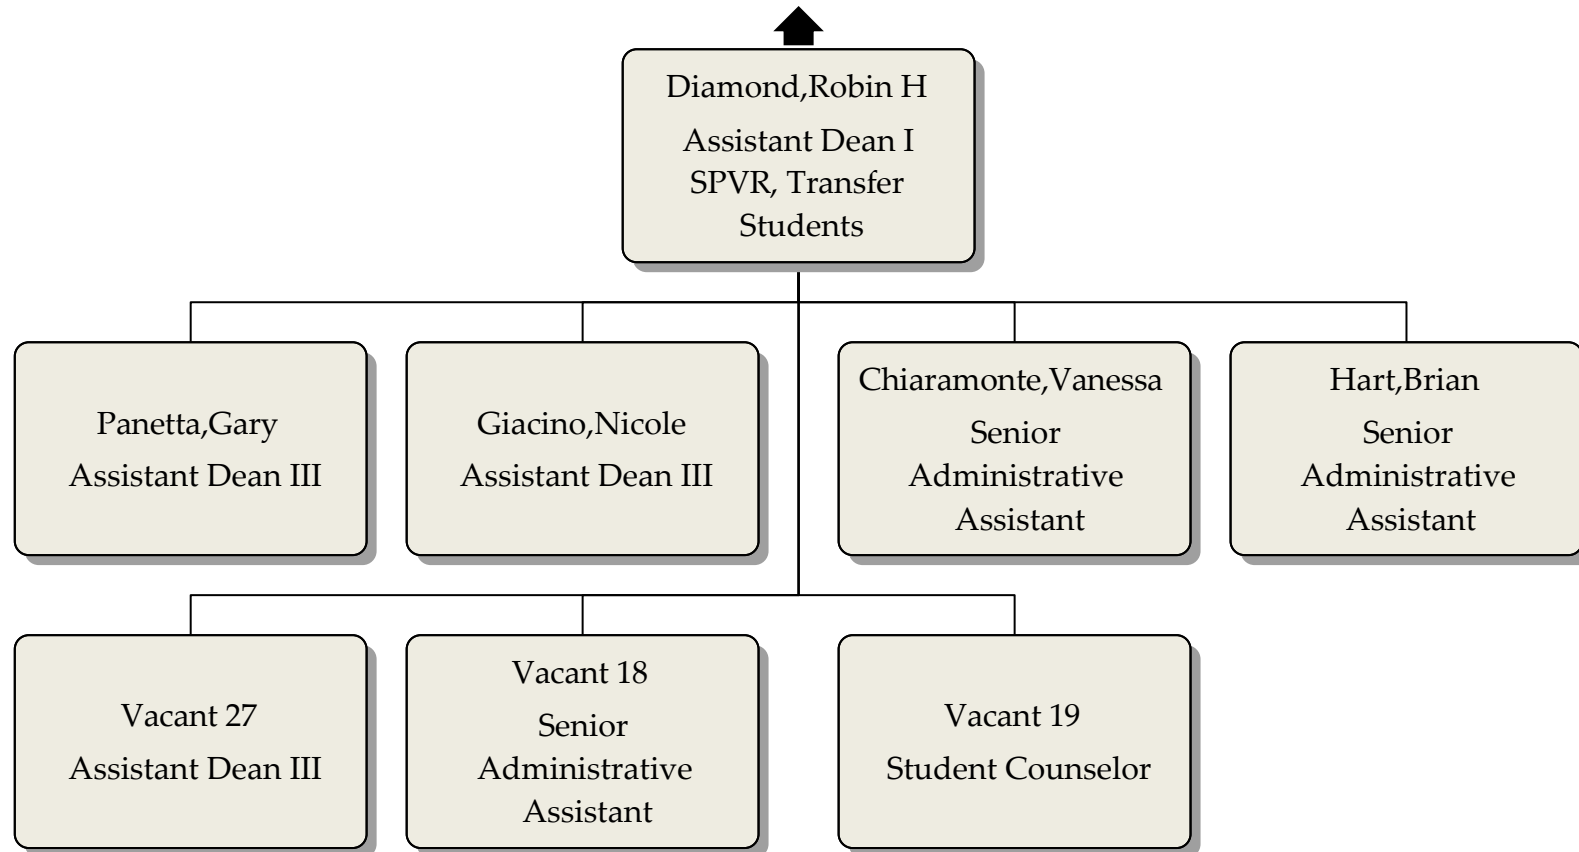 Diamond,Robin H
Assistant Dean I
SPVR, Transfer
Students
Panetta,Gary
Assistant Dean III
Giacino,Nicole
Assistant Dean III
Chiaramonte,Vanessa
Senior
Administrative
Assistant
Hart,Brian
Senior
Administrative
Assistant
Vacant 27
Assistant Dean III
Vacant 18
Senior
Administrative
Assistant
Vacant 19
Student Counselor